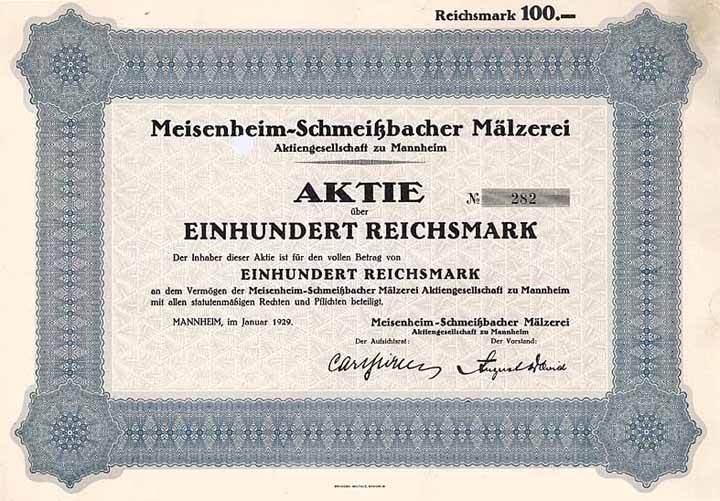 Reichsmark 100.—
Meisenheim-Schmeißbacher Mälzerei
Aktiengesellschaft zu Mannheim
AKTIE
№ 282
über
EINHUNDERT REICHSMARK
Der Inhaber dieser Aktie ist für den vollen Betrag von
EINHUNDERT REICHSMARK
an dem Vermögen der Meisenheim-Schmeißbacher Mälzerei Aktiengesellschaft zu Mannheim
mit allen statutenmäßigen Rechten und Pflichten beteiligt.
MANNHEIM, im Januar 1929.
Meisenheim-Schmeißbacher Mälzerei
Aktiengesellschaft zu Mannheim
Der Aufsichtsrat: Der Vorstand:
August David